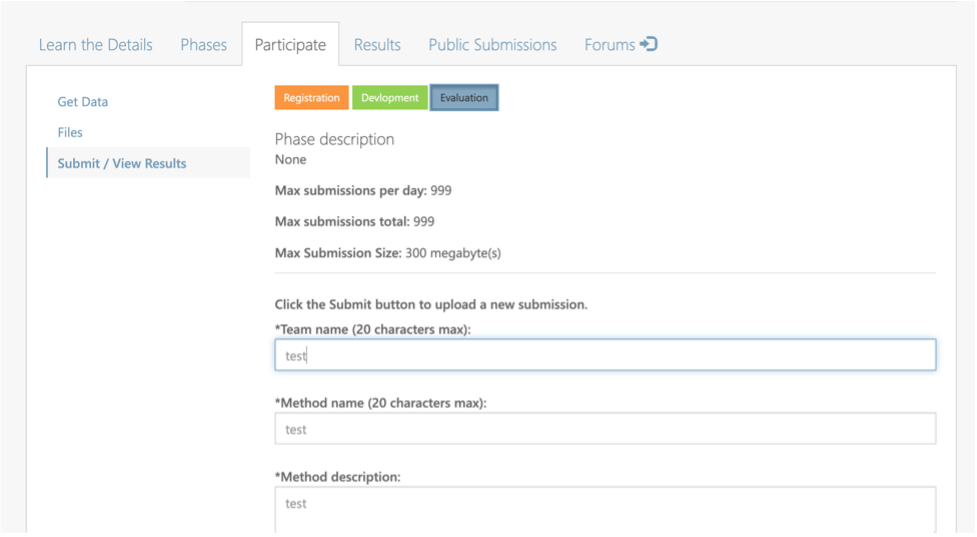 Learn the Details Phases Participate Results Public Submissions Forums
Get Data
Files
Submit / View Results
Registration Devlopment Evaluation
Phase description
None
Max submissions per day: 999
Max submissions total: 999
Max Submission Size: 300 megabyte(s)
Click the Submit button to upload a new submission.
*Team name (20 characters max):
test
*Method name (20 characters max):
test
*Method description:
test